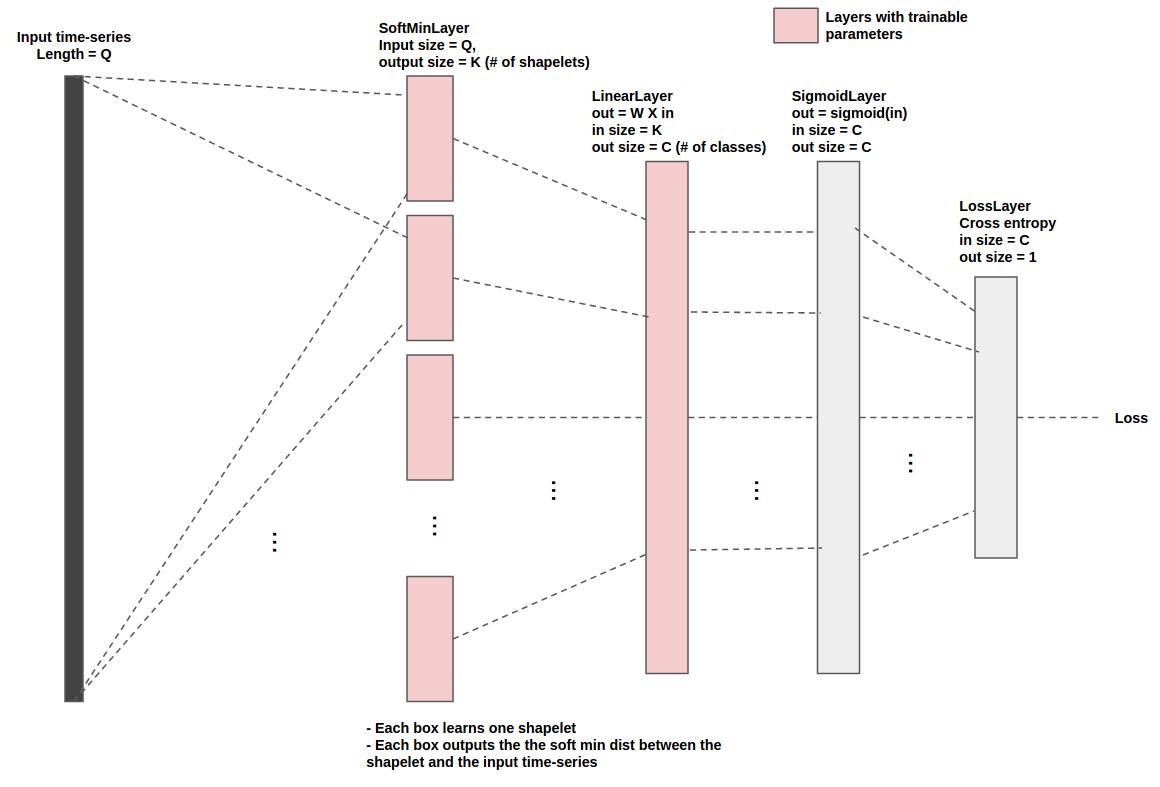 Input time-series
Length = Q
SoftMinLayer
Input size = Q,
output size = K (# of shapelets)
Layers with trainable
parameters
LinearLayer
out = W X in
in size = K
out size = C (# of classes)
SigmoidLayer
out = sigmoid(in)
in size = C
out size = C
LossLayer
Cross entropy
in size = C
out size = 1
Loss
...
...
...
...
...
- Each box learns one shapelet
- Each box outputs the the soft min dist between the
shapelet and the input time-series